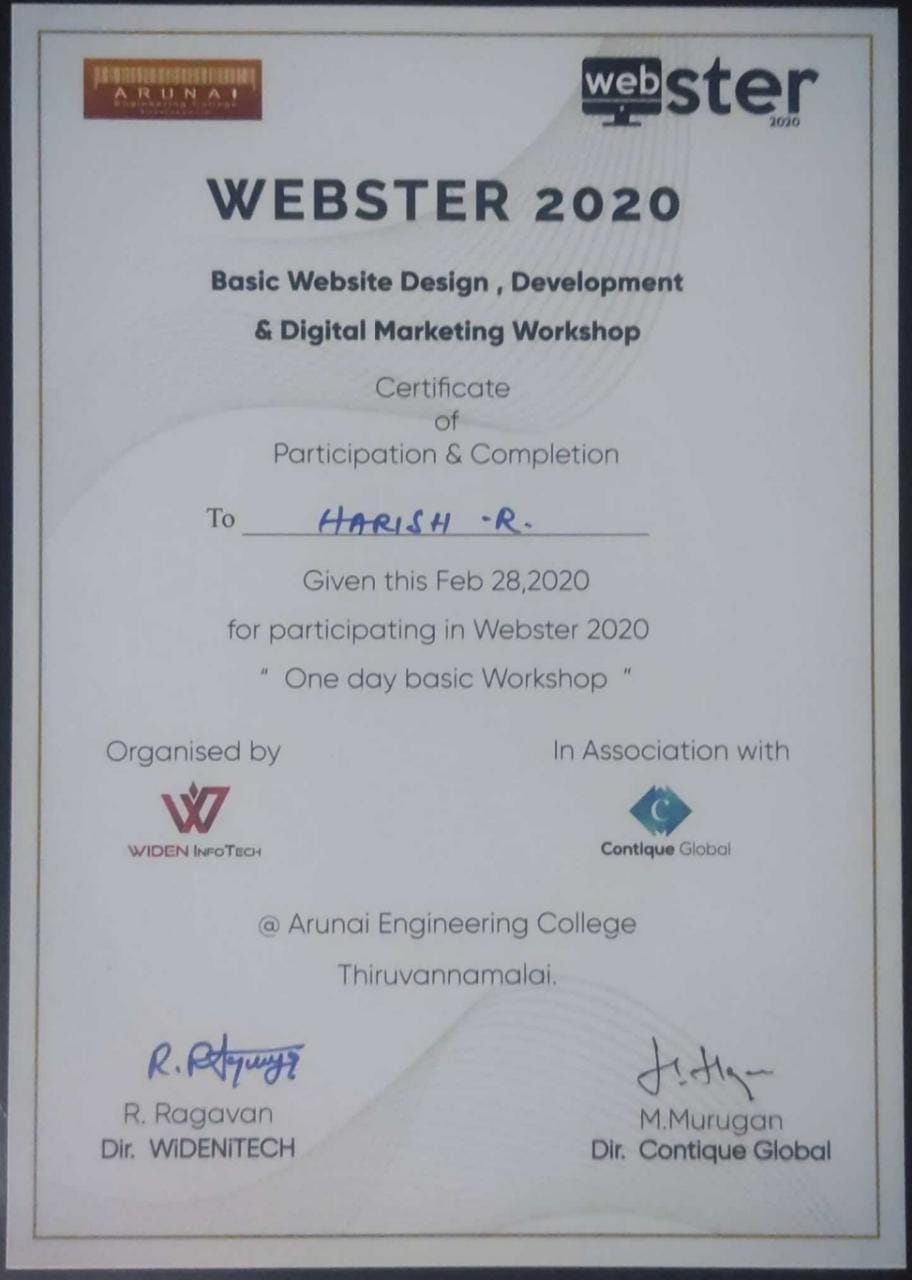 ARUNAI
Engineering College
webster
2020
WEBSTER 2020
Basic Website Design , Development
& Digital Marketing Workshop
Certificate
of
Participation & Completion
To HARISH .R.
Given this Feb 28,2020
for participating in Webster 2020
“ One day basic Workshop “
Organised by
In Association with
WIDEN INFOTECH
C
Contique Global
@ Arunai Engineering College
Thiruvannamalai.
R. Ragavan
M.Murugan
Dir. WiDENiTECH
Dir. Contique Global